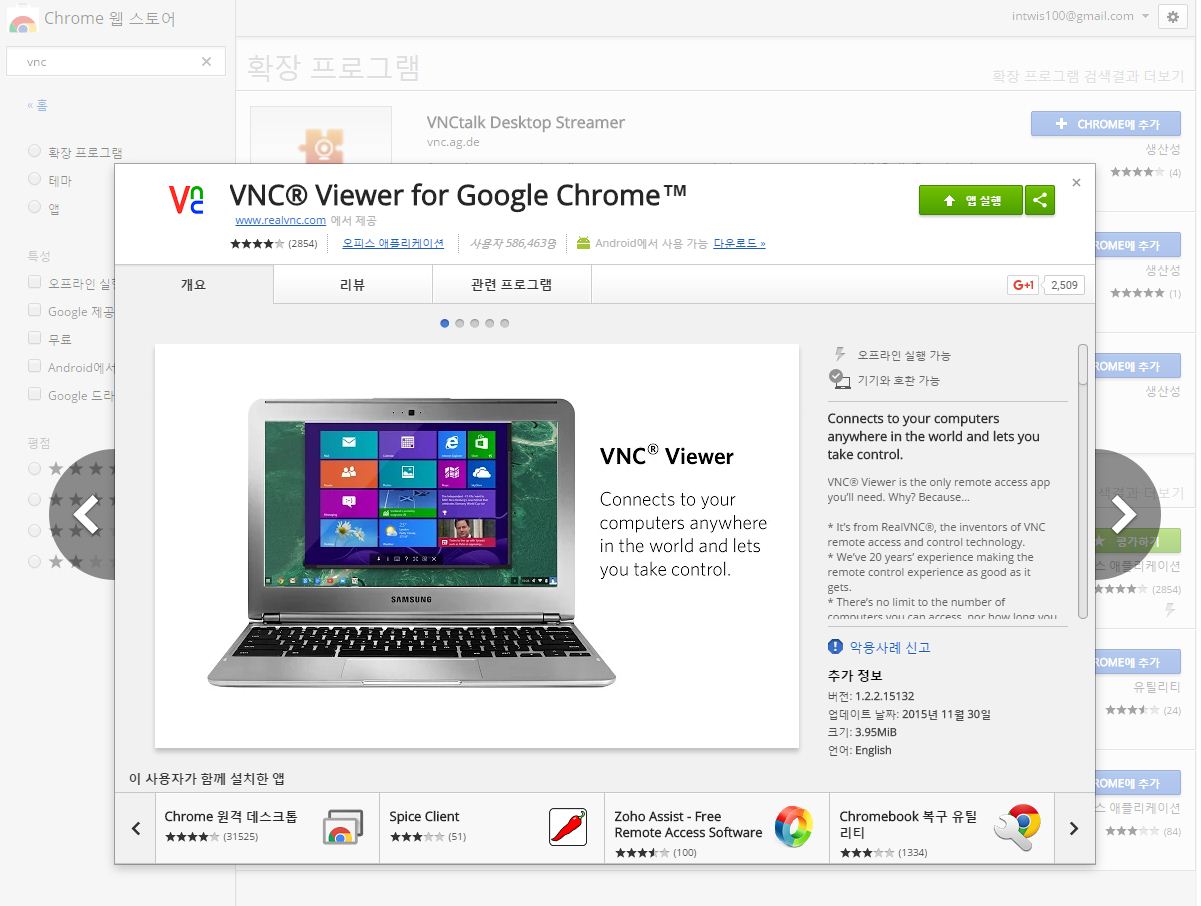 Chrome 웹 스토어
intwis100@gmail.com
vnc
« 홈
확장 프로그램
테마
앱
특성
오프라인 실행
Google 제공
무료
Android에서
Google 드라
평점
확장 프로그램
확장 프로그램 검색결과 더보기
VNCtalk Desktop Streamer
vnc.ag.de
CHROME에 추가
생산성
(4)
VNC® Viewer for Google Chrome™
www.realvnc.com 에서 제공
(2854)
오피스 애플리케이션
사용자 586,463명
Android에서 사용 가능 다운로드 »
앱 실행
개요
리뷰
관련 프로그램
G+1
2,509
VNC® Viewer
Connects to your
computers anywhere
in the world and lets
you take control.
SAMSUNG
오프라인 실행 가능
기기와 호환 가능
Connects to your computers
anywhere in the world and lets you
take control.
VNC® Viewer is the only remote access app
you'll need. Why? Because...
* It's from RealVNC®, the inventors of VNC
remote access and control technology.
* We've 20 years' experience making the
remote control experience as good as it
gets.
* There's no limit to the number of
computers you can access, nor how long you
악용사례 신고
추가 정보
버전: 1.2.2.15132
업데이트 날짜: 2015년 11월 30일
크기: 3.95MiB
언어: English
ROME에 추가
생산성
(1)
ROME에 추가
생산성
색결과 더보기
평가하기
스 애플리케이션
(2854)
ROME에 추가
유틸리티
(24)
ROME에 추가
스 애플리케이션
(84)
이 사용자가 함께 설치한 앱
Chrome 원격 데스크톱
(31525)
Spice Client
(51)
Zoho Assist - Free
Remote Access Software
(100)
Chromebook 복구 유틸
리티
(1334)